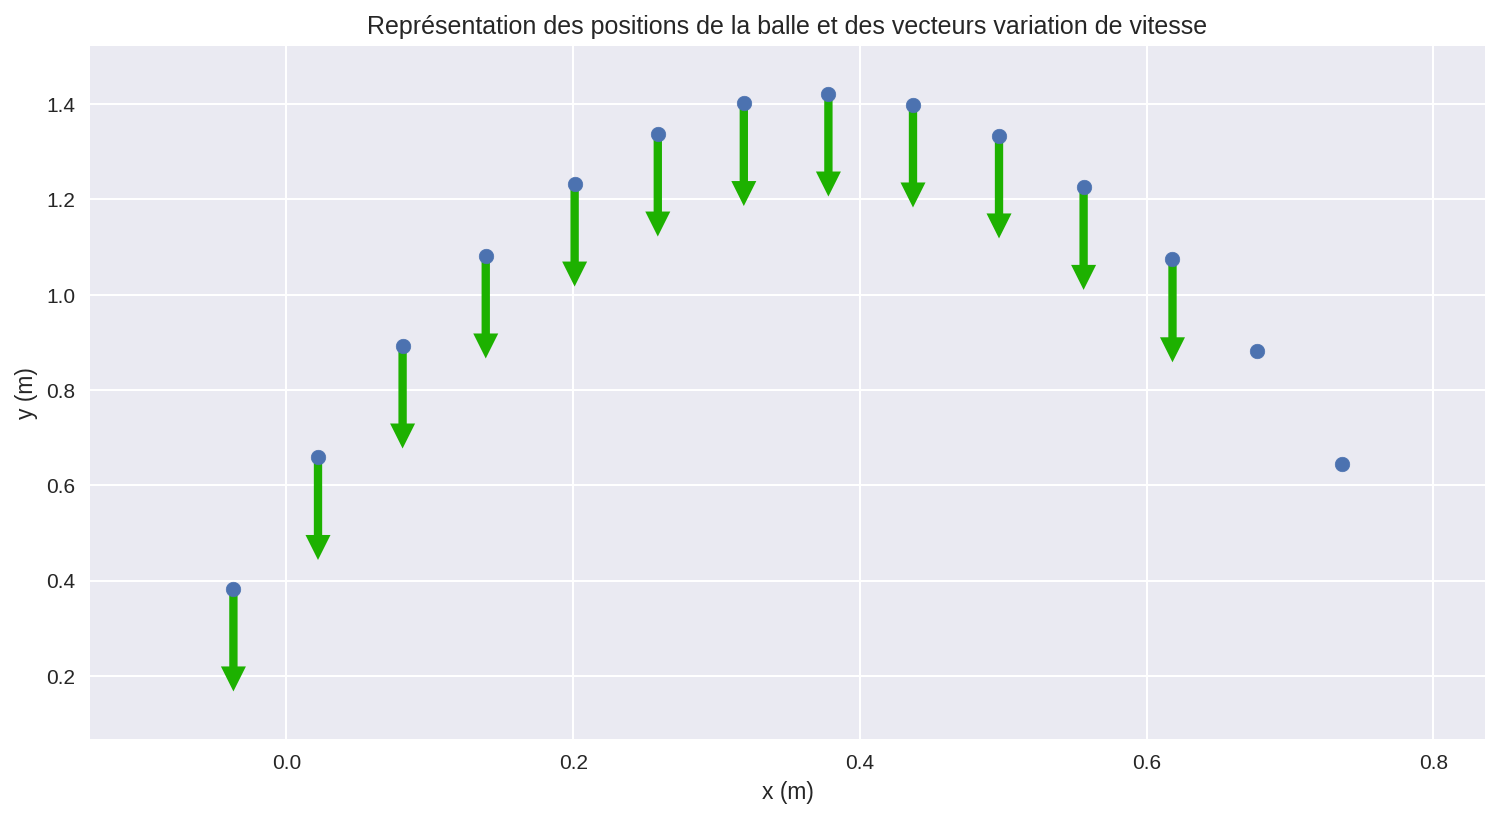 Représentation des positions de la balle et des vecteurs variation de vitesse
1.4
1.2
1.0
0.8
0.6
0.4
0.2
y (m)
0.0 0.2 0.4 0.6 0.8
x (m)